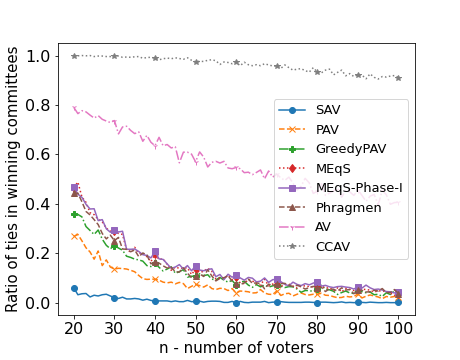 Ratio of ties in winning committees
1.0
0.8
0.6
0.4
0.2
0.0
SAV
PAV
GreedyPAV
MEqS
MEqS-Phase-I
Phragmen
AV
CCAV
20 30 40 50 60 70 80 90 100
n - number of voters